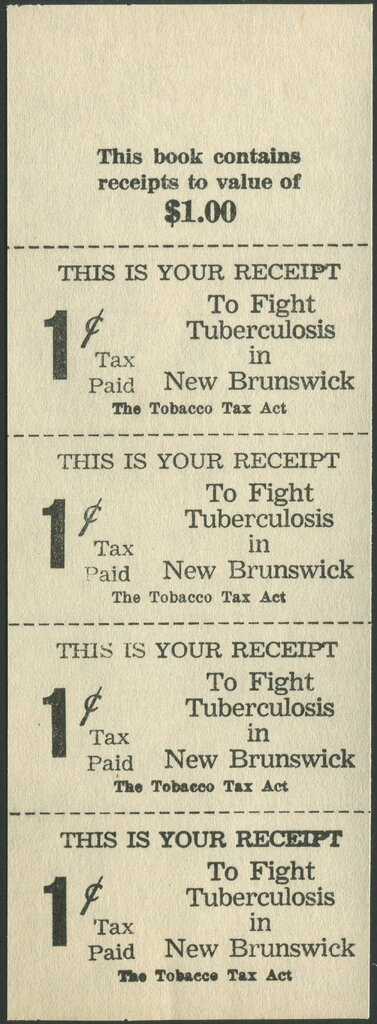 This book contains
receipts to value of
$1.00
THIS IS YOUR RECEIPT
1¢ Tax Paid
To Fight
Tuberculosis
in
New Brunswick
The Tobacco Tax Act
THIS IS YOUR RECEIPT
1¢ Tax Paid
To Fight
Tuberculosis
in
New Brunswick
The Tobacco Tax Act
THIS IS YOUR RECEIPT
1¢ Tax Paid
To Fight
Tuberculosis
in
New Brunswick
The Tobacco Tax Act
THIS IS YOUR RECEIPT
1¢ Tax Paid
To Fight
Tuberculosis
in
New Brunswick
The Tobacco Tax Act